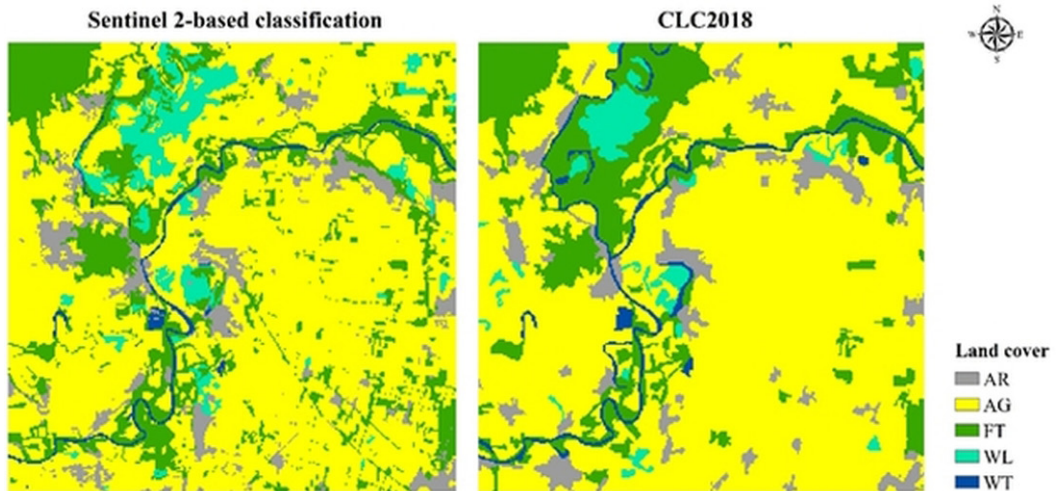 Sentinel 2-based classification
CLC2018
N
W E
S
Land cover
AR
AG
FT
WL
WT